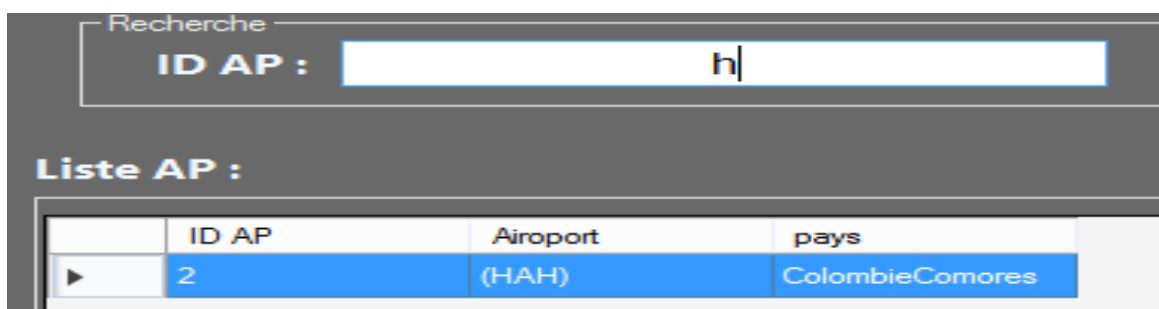 Recherche
ID AP : h
Liste AP :
ID AP Airoport pays
2 (HAH) ColombieComores